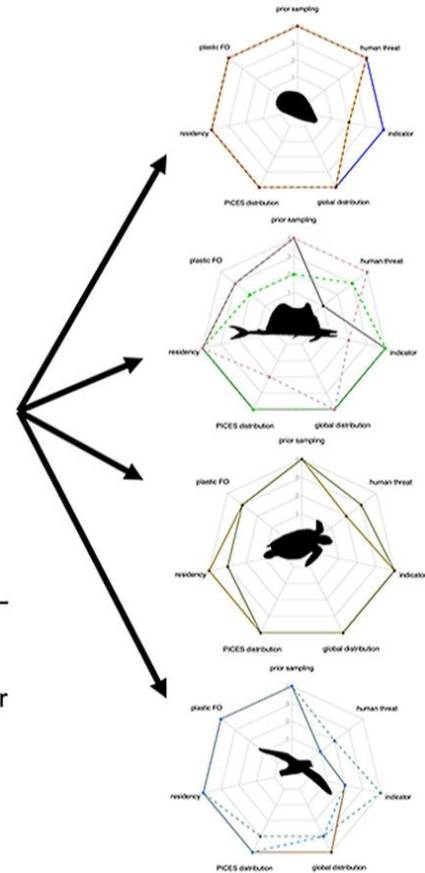 prior sampling
plastic FO
human threat
residency
indicator
PICES distribution
global distribution
prior sampling
plastic FO
human threat
residency
indicator
PICES distribution
global distribution
prior sampling
plastic FO
human threat
residency
indicator
PICES distribution
global distribution
prior sampling
plastic FO
human threat
residency
indicator
PICES distribution
global distribution